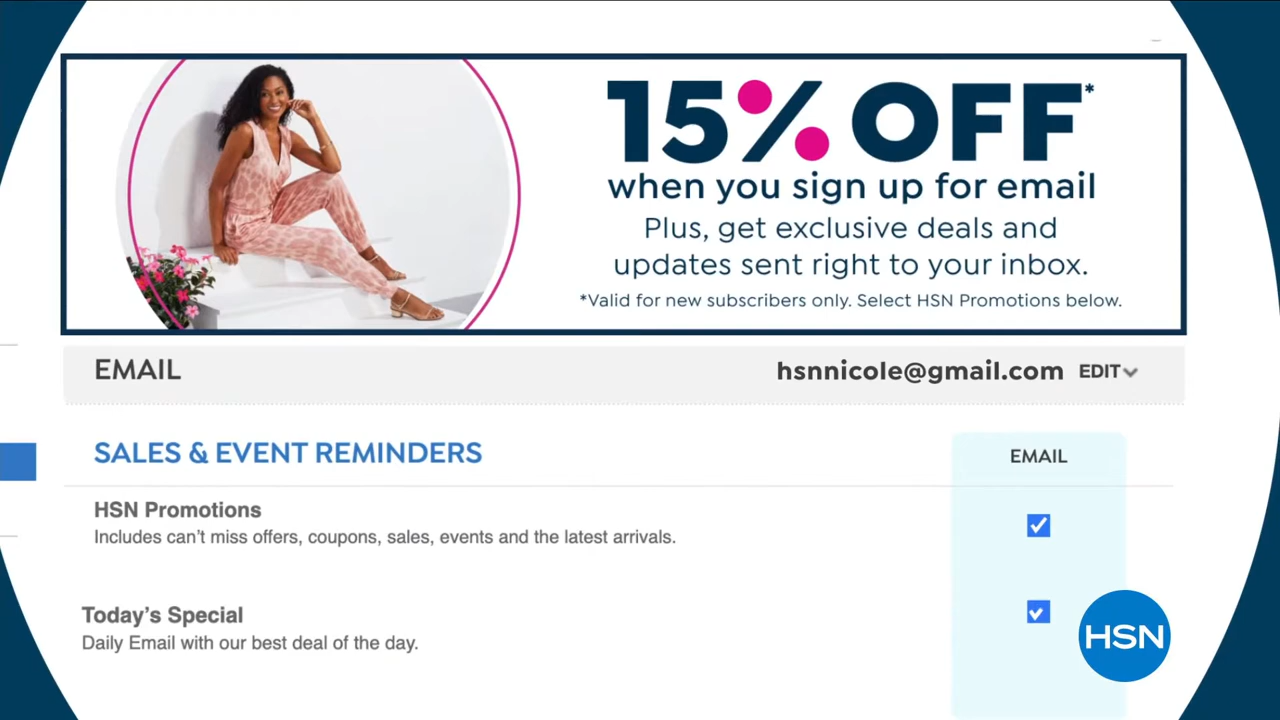 15% OFF*
when you sign up for email
Plus, get exclusive deals and
updates sent right to your inbox.
*Valid for new subscribers only. Select HSN Promotions below.
EMAIL
hsnnicole@gmail.com EDIT
SALES & EVENT REMINDERS
EMAIL
HSN Promotions
Includes can't miss offers, coupons, sales, events and the latest arrivals.
Today's Special
Daily Email with our best deal of the day.
HSN